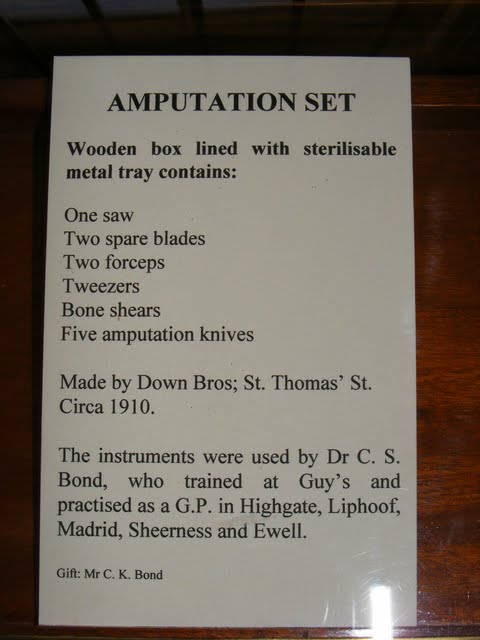 AMPUTATION SET
Wooden box lined with sterilisable
metal tray contains:
One saw
Two spare blades
Two forceps
Tweezers
Bone shears
Five amputation knives
Made by Down Bros; St. Thomas' St.
Circa 1910.
The instruments were used by Dr C. S.
Bond, who trained at Guy's and
practised as a G.P. in Highgate, Liphoof,
Madrid, Sheerness and Ewell.
Gift: Mr C. K. Bond